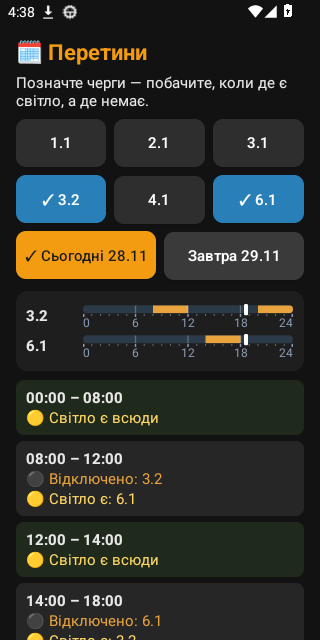 4:38
🗓️ Перетини
Позначте черги — побачите, коли де є
світло, а де немає.
1.1 2.1 3.1
✓ 3.2 4.1 ✓ 6.1
✓ Сьогодні 28.11 Завтра 29.11
3.2
0 6 12 18 24
6.1
0 6 12 18 24
00:00 – 08:00
🟡 Світло є всюди
08:00 – 12:00
⚫ Відключено: 3.2
🟡 Світло є: 6.1
12:00 – 14:00
🟡 Світло є всюди
14:00 – 18:00
⚫ Відключено: 6.1
🟡 Світло є: 3.2